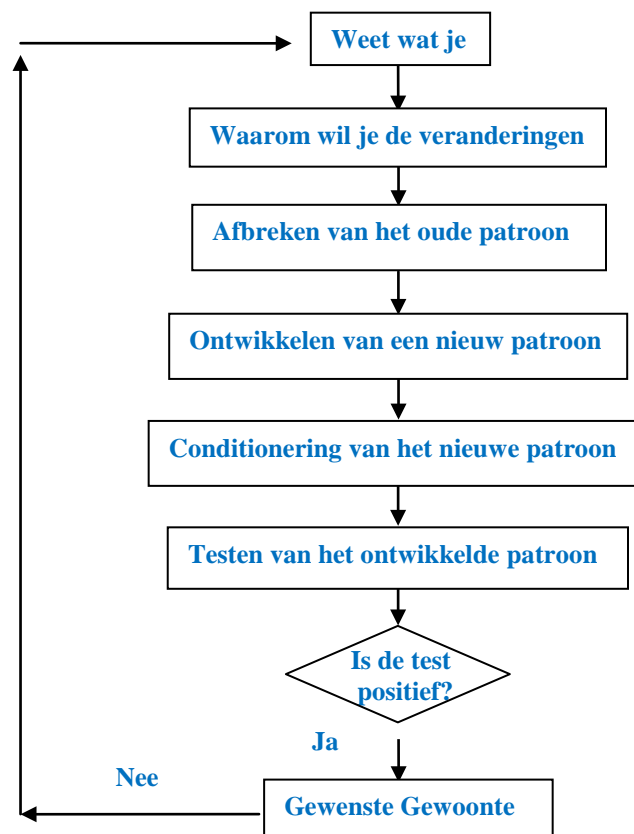 Weet wat je
Waarom wil je de veranderingen
Afbreken van het oude patroon
Ontwikkelen van een nieuw patroon
Conditionering van het nieuwe patroon
Testen van het ontwikkelde patroon
Is de test
positief?
Ja
Nee
Gewenste Gewoonte